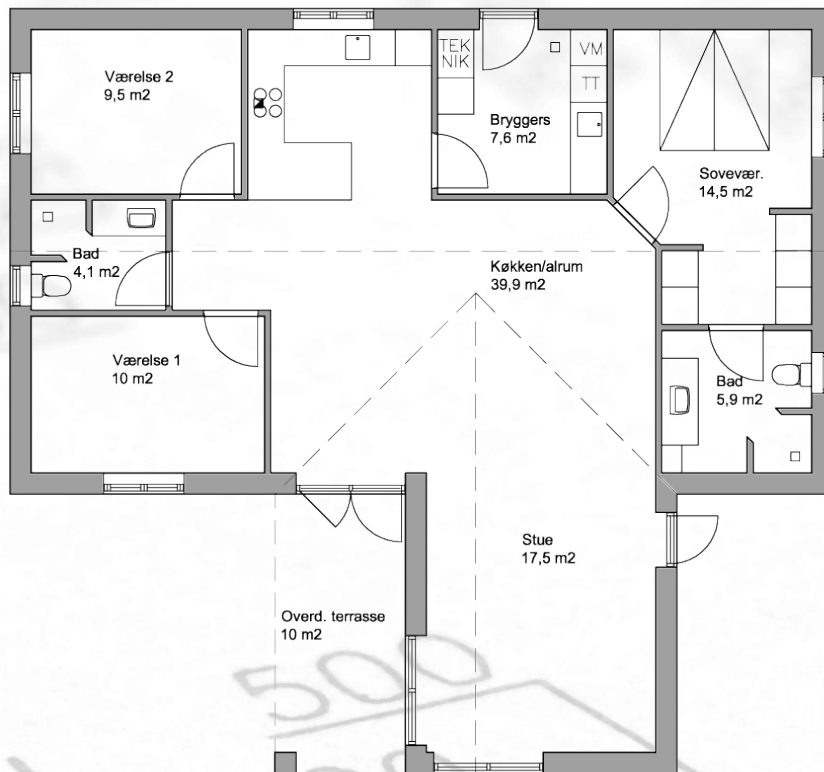 Værelse 2
9,5 m2
TEK
NIK
VM
TT
Bryggers
7,6 m2
Sovevær.
14,5 m2
Bad
4,1 m2
Køkken/alrum
39,9 m2
Værelse 1
10 m2
Bad
5,9 m2
Stue
17,5 m2
Overd. terrasse
10 m2
500